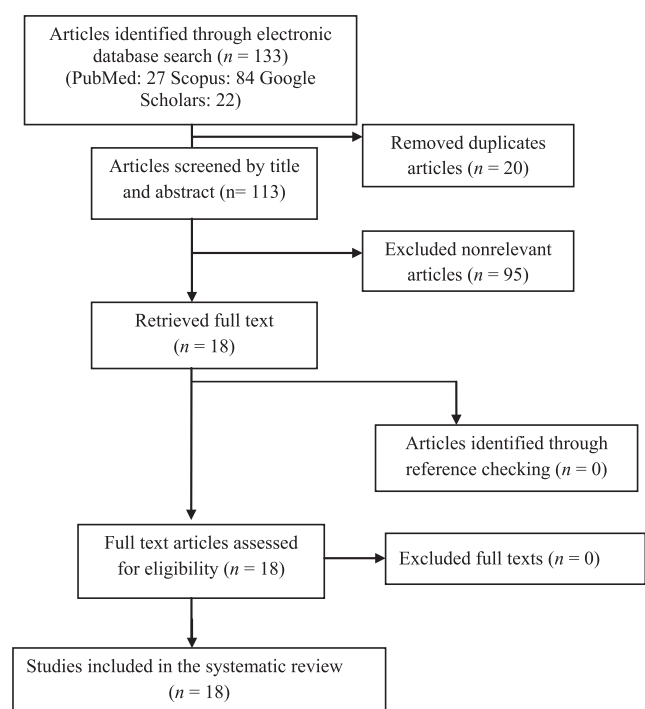 Articles identified through electronic
database search (n = 133)
(PubMed: 27 Scopus: 84 Google
Scholars: 22)
Removed duplicates
articles (n = 20)
Articles screened by title
and abstract (n= 113)
Excluded nonrelevant
articles (n = 95)
Retrieved full text
(n = 18)
Articles identified through
reference checking (n = 0)
Full text articles assessed
for eligibility (n = 18)
Excluded full texts (n = 0)
Studies included in the systematic review
(n = 18)